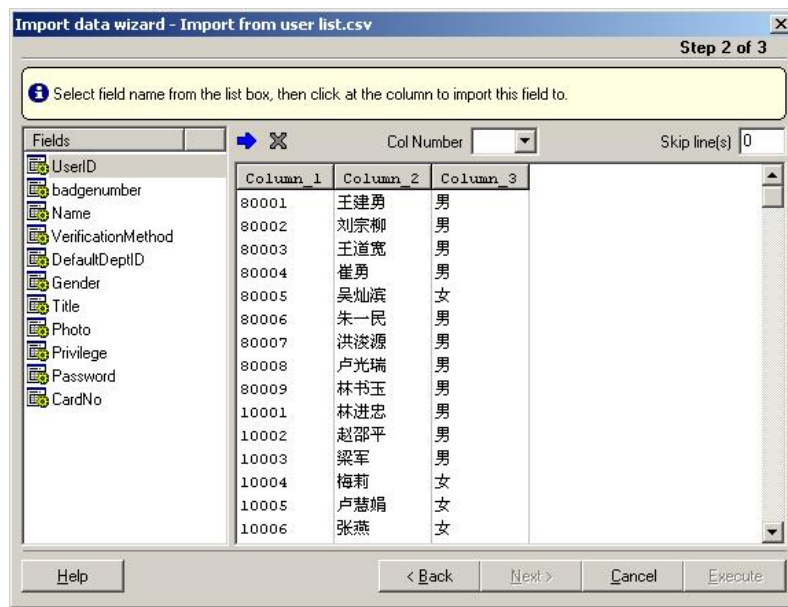 Import data wizard - Import from user list.csv
Step 2 of 3
Select field name from the list box, then click at the column to import this field to.
Fields
Col Number
Skip line(s) 0
UserID
badgenumber
Name
VerificationMethod
DefaultDeptID
Gender
Title
Photo
Privilege
Password
CardNo
Column_1 Column_2 Column_3
80001 王建勇 男
80002 刘宗柳 男
80003 王道宽 男
80004 崔勇 男
80005 吴灿滨 女
80006 朱一民 男
80007 洪浚源 男
80008 卢光瑞 男
80009 林书玉 男
10001 林进忠 男
10002 赵邵平 男
10003 梁军 男
10004 梅莉 女
10005 卢慧娟 女
10006 张燕 女
Help
< Back
Next >
Cancel
Execute